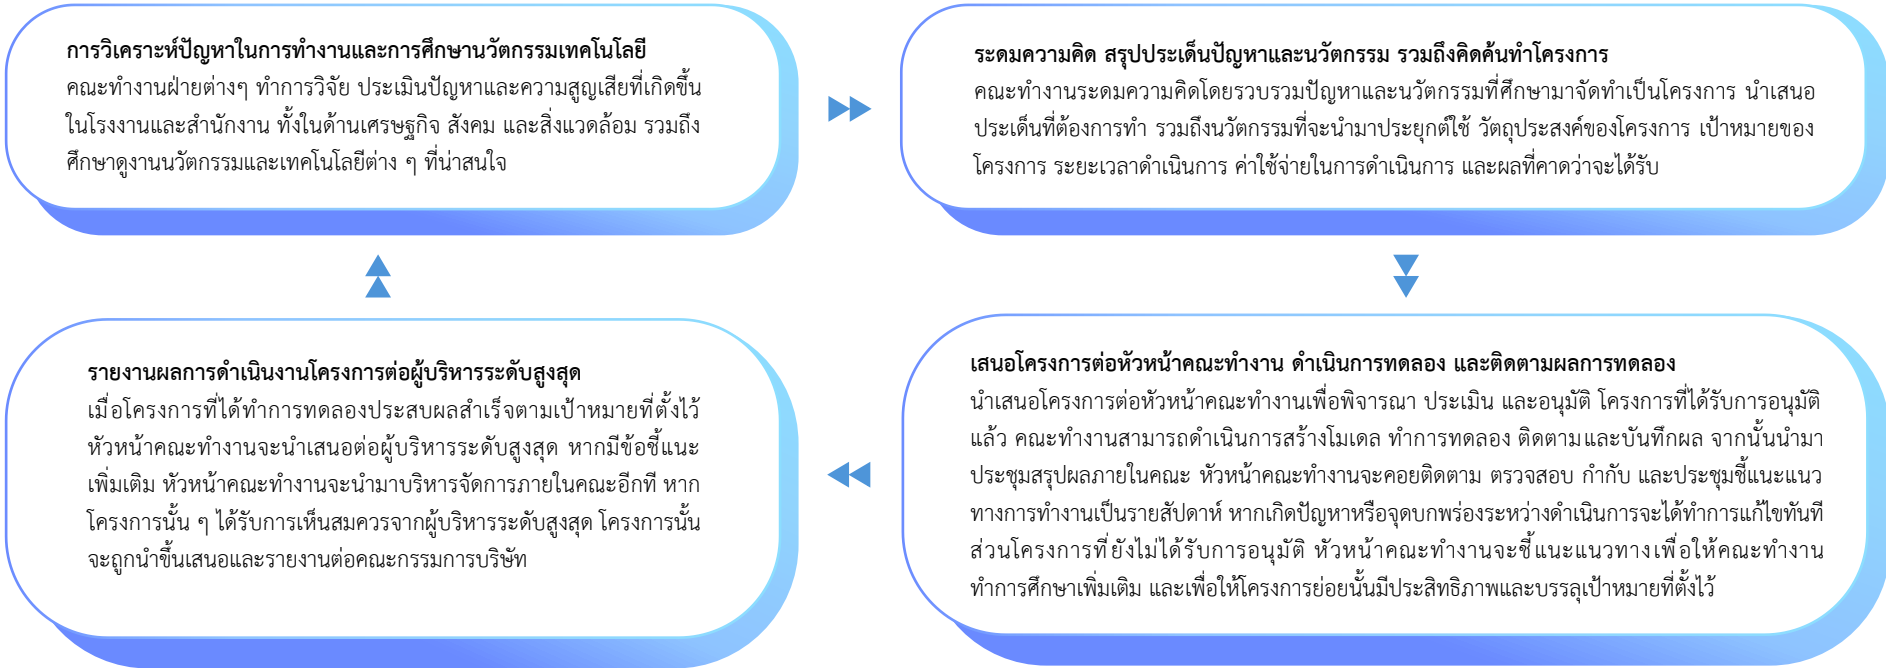 การวิเคราะห์ปัญหาในการทำงานและการศึกษานวัตกรรมเทคโนโลยี
คณะทำงานฝ่ายต่างๆ ทำการวิจัย ประเมินปัญหาและความสูญเสียที่เกิดขึ้น
ในโรงงานและสำนักงาน ทั้งในด้านเศรษฐกิจ สังคม และสิ่งแวดล้อม รวมถึง
ศึกษาดูงานนวัตกรรมและเทคโนโลยีต่าง ๆ ที่น่าสนใจ
ระดมความคิด สรุปประเด็นปัญหาและนวัตกรรม รวมถึงคิดค้นทำโครงการ
คณะทำงานระดมความคิดโดยรวบรวมปัญหาและนวัตกรรมที่ศึกษามาจัดทำเป็นโครงการ นำเสนอ
ประเด็นที่ต้องการทำ รวมถึงนวัตกรรมที่จะนำมาประยุกต์ใช้ วัตถุประสงค์ของโครงการ เป้าหมายของ
โครงการ ระยะเวลาดำเนินการ ค่าใช้จ่ายในการดำเนินการ และผลที่คาดว่าจะได้รับ
เสนอโครงการต่อหัวหน้าคณะทำงาน ดำเนินการทดลอง และติดตามผลการทดลอง
นำเสนอโครงการต่อหัวหน้าคณะทำงานเพื่อพิจารณา ประเมิน และอนุมัติ โครงการที่ได้รับการอนุมัติ
แล้ว คณะทำงานสามารถดำเนินการสร้างโมเดล ทำการทดลอง ติดตามและบันทึกผล จากนั้นนำมา
ประชุมสรุปผลภายในคณะ หัวหน้าคณะทำงานจะคอยติดตาม ตรวจสอบ กำกับ และประชุมชี้แนะแนว
ทางการทำงานเป็นรายสัปดาห์ หากเกิดปัญหาหรือจุดบกพร่องระหว่างดำเนินการจะได้ทำการแก้ไขทันที
ส่วนโครงการที่ยังไม่ได้รับการอนุมัติ หัวหน้าคณะทำงานจะชี้แนะแนวทางเพื่อให้คณะทำงาน
ทำการศึกษาเพิ่มเติม และเพื่อให้โครงการย่อยนั้นมีประสิทธิภาพและบรรลุเป้าหมายที่ตั้งไว้
รายงานผลการดำเนินงานโครงการต่อผู้บริหารระดับสูงสุด
เมื่อโครงการที่ได้ทำการทดลองประสบผลสำเร็จตามเป้าหมายที่ตั้งไว้
หัวหน้าคณะทำงานจะนำเสนอต่อผู้บริหารระดับสูงสุด หากมีข้อชี้แนะ
เพิ่มเติม หัวหน้าคณะทำงานจะนำมาบริหารจัดการภายในคณะอีกที หาก
โครงการนั้น ๆ ได้รับการเห็นสมควรจากผู้บริหารระดับสูงสุด โครงการนั้น
จะถูกนำขึ้นเสนอและรายงานต่อคณะกรรมการบริษัท